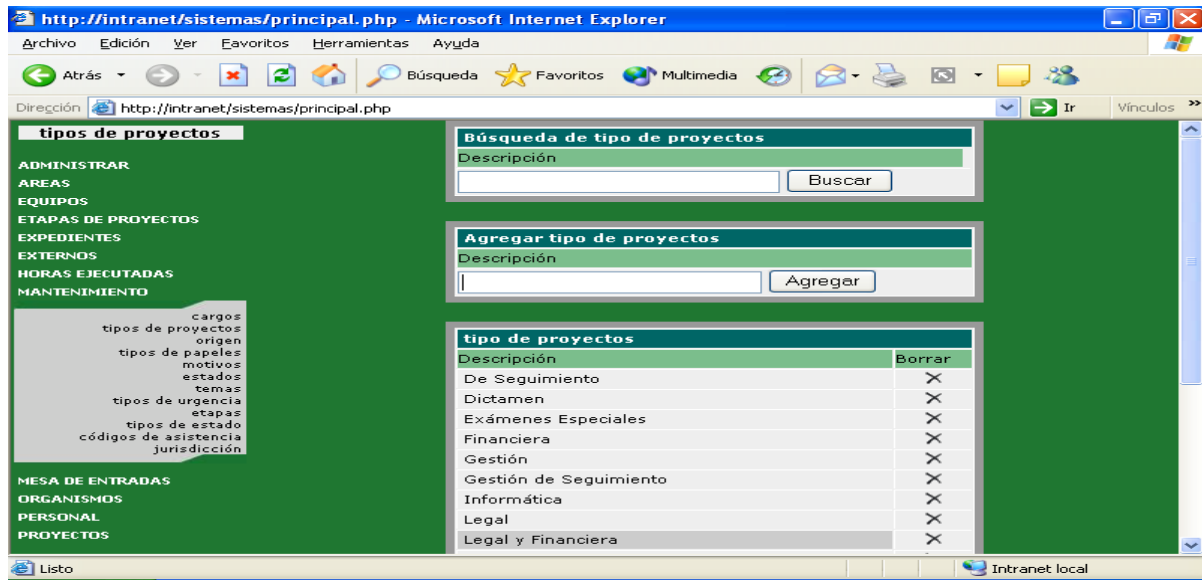 http://intranet/sistemas/principal.php - Microsoft Internet Explorer
Archivo Edición Ver Favoritos Herramientas Ayuda
Atrás Búsqueda Favoritos Multimedia
Dirección http://intranet/sistemas/principal.php Ir Vínculos »
tipos de proyectos
ADMINISTRAR
AREAS
EQUIPOS
ETAPAS DE PROYECTOS
EXPEDIENTES
EXTERNOS
HORAS EJECUTADAS
MANTENIMIENTO
cargos
tipos de proyectos
origen
tipos de papeles
motivos
estados
temas
tipos de urgencia
etapas
tipos de estado
códigos de asistencia
jurisdicción
MESA DE ENTRADAS
ORGANISMOS
PERSONAL
PROYECTOS
Búsqueda de tipo de proyectos
Descripción
Buscar
Agregar tipo de proyectos
Descripción
Agregar
tipo de proyectos
Descripción Borrar
De Seguimiento
Dictamen
Exámenes Especiales
Financiera
Gestión
Gestión de Seguimiento
Informática
Legal
Legal y Financiera
Listo Intranet local